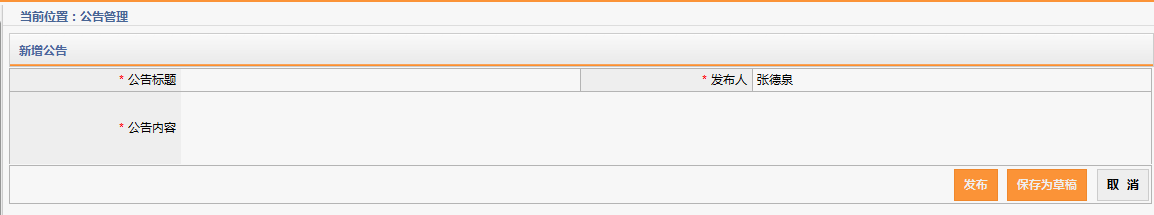 当前位置：公告管理
新增公告
* 公告标题 * 发布人 张德泉
* 公告内容
发布 保存为草稿 取 消